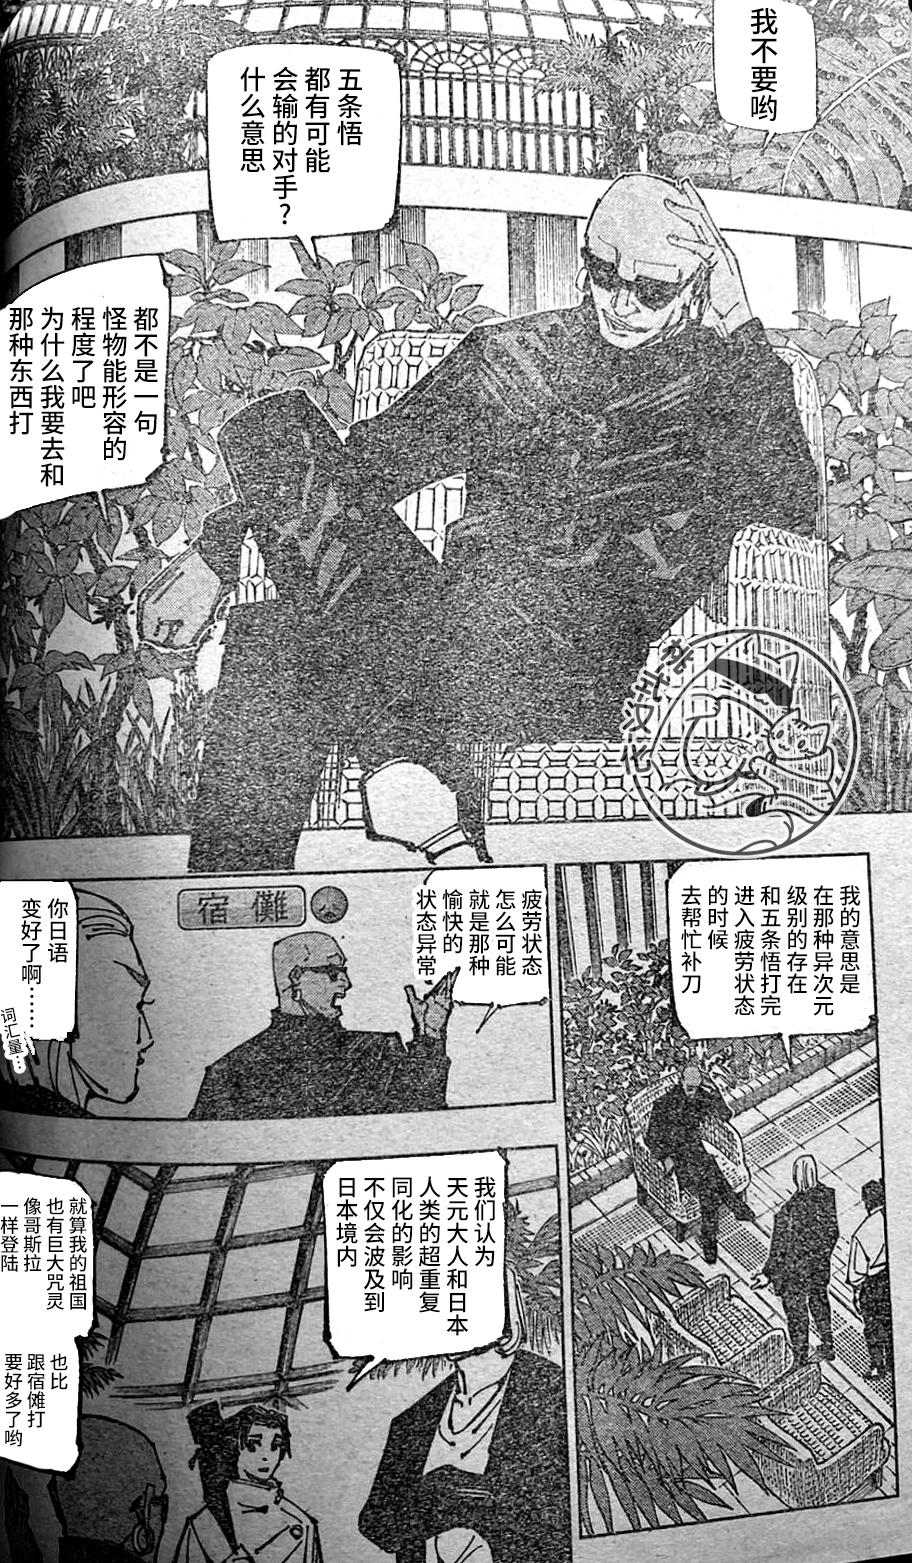 我不要哟
五条悟
都有可能
会输的对手？
什么意思
都不是一句
怪物能形容的
程度了吧
为什么我要去和
那种东西打
我的意思是
在那种异次元
级别的存在
和五条悟打完
进入疲劳状态
的时候
去帮忙补刀
疲劳状态
怎么可能
就是那种
愉快的
状态异常
宿儺
你日语
变好了啊………
词汇量…
我们认为
天元大人和日本
人类的超重复
同化的影响
不仅会波及到
日本境内
就算我的祖国
也有巨大咒灵
像哥斯拉
一样登陆
也比
跟宿傩打
要好多了哟